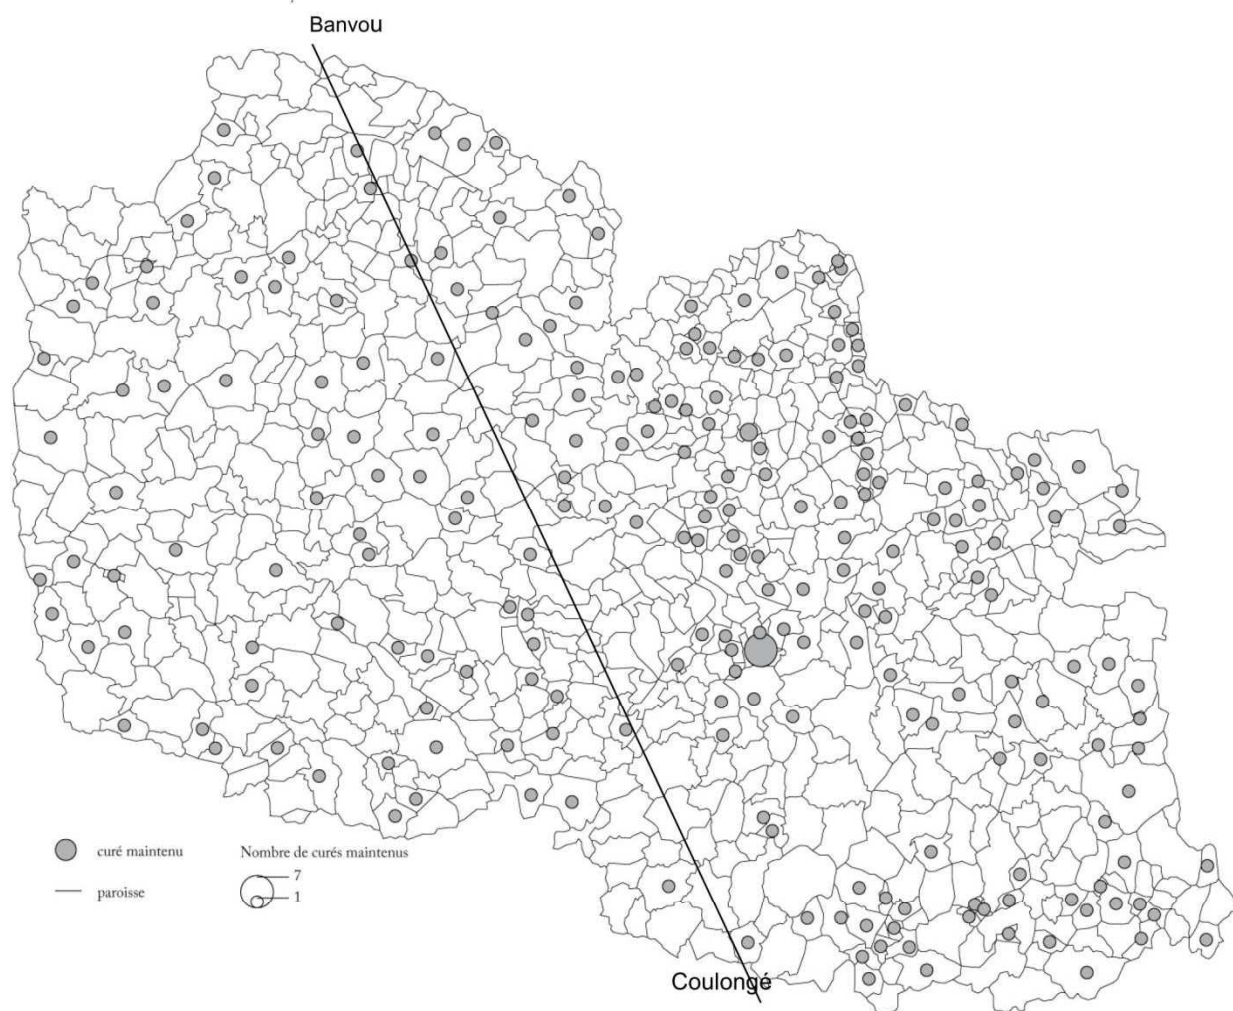 Banvou
curé maintenu
Nombre de curés maintenus
7
paroisse
1
Coulongé